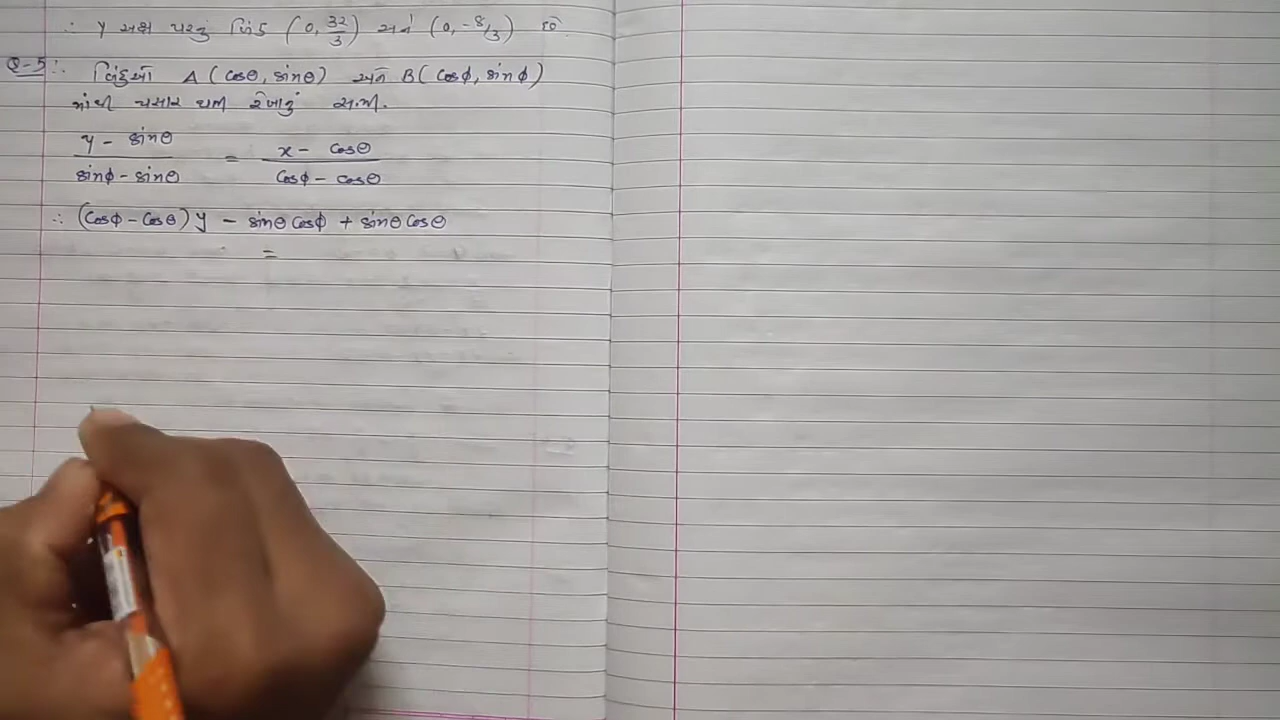 ∴ Y અક્ષ પરનું બિંદુ (0, 32/3) અને (0, -8/3) છે.
Q-5 ∴ બિંદુઓ A (cosθ, sinθ) અને B( cosϕ, sinϕ)
માંથી પસાર થતી રેખાનું સ.મી.
y - sinθ / sinϕ - sinθ = x - cosθ / cosϕ - cosθ
∴ (cosϕ - cosθ) y - sinθ cosϕ + sinθ cosθ
=